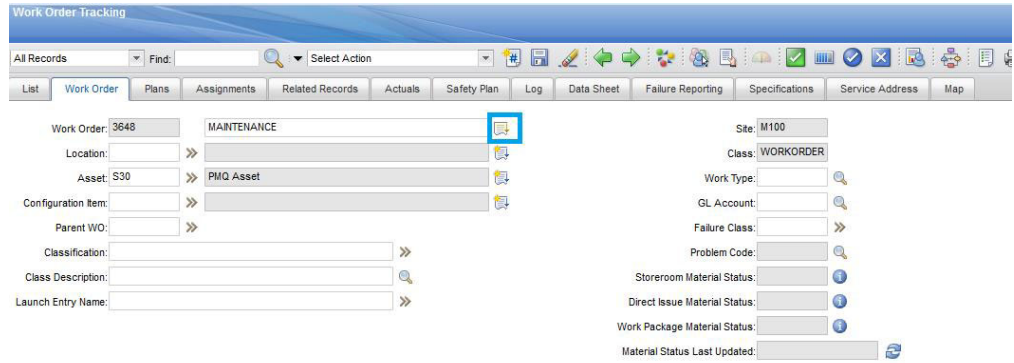 Work Order Tracking
All Records Find: Select Action
List Work Order Plans Assignments Related Records Actuals Safety Plan Log Data Sheet Failure Reporting Specifications Service Address Map
Work Order: 3648 MAINTENANCE Site: M100
Location: Class: WORKORDER
Asset: S30 PMQ Asset Work Type:
Configuration Item: GL Account:
Parent WO: Failure Class:
Classification: Problem Code:
Class Description: Storeroom Material Status:
Launch Entry Name: Direct Issue Material Status:
Work Package Material Status:
Material Status Last Updated: